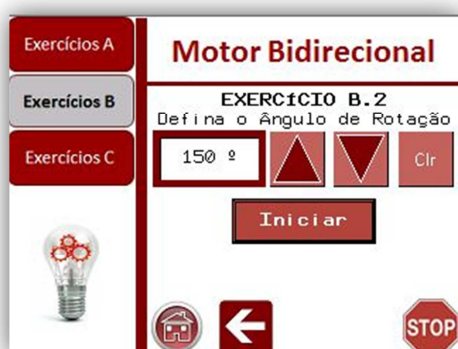 Exercícios A
Exercícios B
Exercícios C
Motor Bidirecional
EXERCíCIO B.2
Defina o Ângulo de Rotação
150 º
Clr
Iniciar
STOP